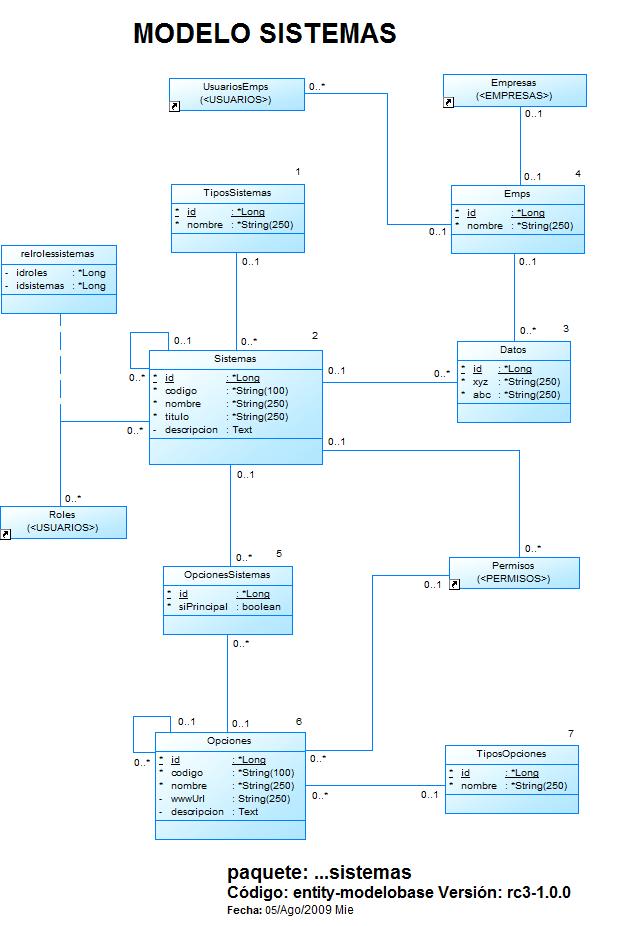 MODELO SISTEMAS
UsuariosEmps
(<USUARIOS>)
0..*
Empresas
(<EMPRESAS>)
0..1
0..1
4
Emps
* id : *Long
* nombre : *String(250)
0..1
0..1
1
TiposSistemas
* id : *Long
* nombre : *String(250)
0..1
relrolessistemas
- idroles : *Long
- idsistemas : *Long
0..*
2
0..1
0..*
Sistemas
* id : *Long
* codigo : *String(100)
* nombre : *String(250)
* titulo : *String(250)
- descripcion : Text
0..1
0..*
0..*
3
Datos
* id : *Long
* xyz : *String(250)
* abc : *String(250)
0..*
0..1
0..1
0..*
Roles
(<USUARIOS>)
0..*
5
OpcionesSistemas
* id : *Long
* siPrincipal : boolean
0..*
0..*
Permisos
(<PERMISOS>)
0..1
0..1
0..1
6
0..*
Opciones
* id : *Long
* codigo : *String(100)
* nombre : *String(250)
- wwwUrl : String(250)
- descripcion : Text
0..*
0..*
0..1
7
TiposOpciones
* id : *Long
* nombre : *String(250)
paquete: ...sistemas
Código: entity-modelobase Versión: rc3-1.0.0
Fecha: 05/Ago/2009 Mie